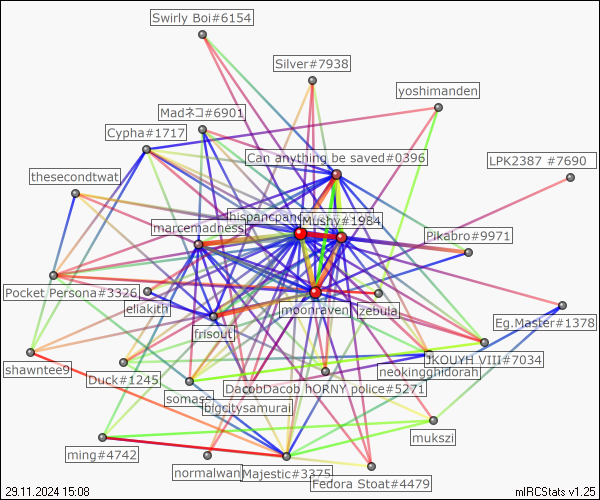 Swirly Boi#6154
Silver#7938
yoshimanden
Madネコ#6901
Cypha#1717
Can anything be saved#0396
LPK2387 #7690
thesecondtwat
Mushy#1984
marcemadness
Pikabro#9971
Pocket Persona#3326
ellakith
moonraven
zebula
Eg.Master#1378
frisout
JKOUYH VIII#7034
shawntee9
neokingghidorah
Duck#1245
DacobDacob hORNY police#5271
somass
bigcitysamurai
mukszi
ming#4742
normalwan
Majestic#3375
Fedora Stoat#4479
29.11.2024 15:08
mIRCStats v1.25